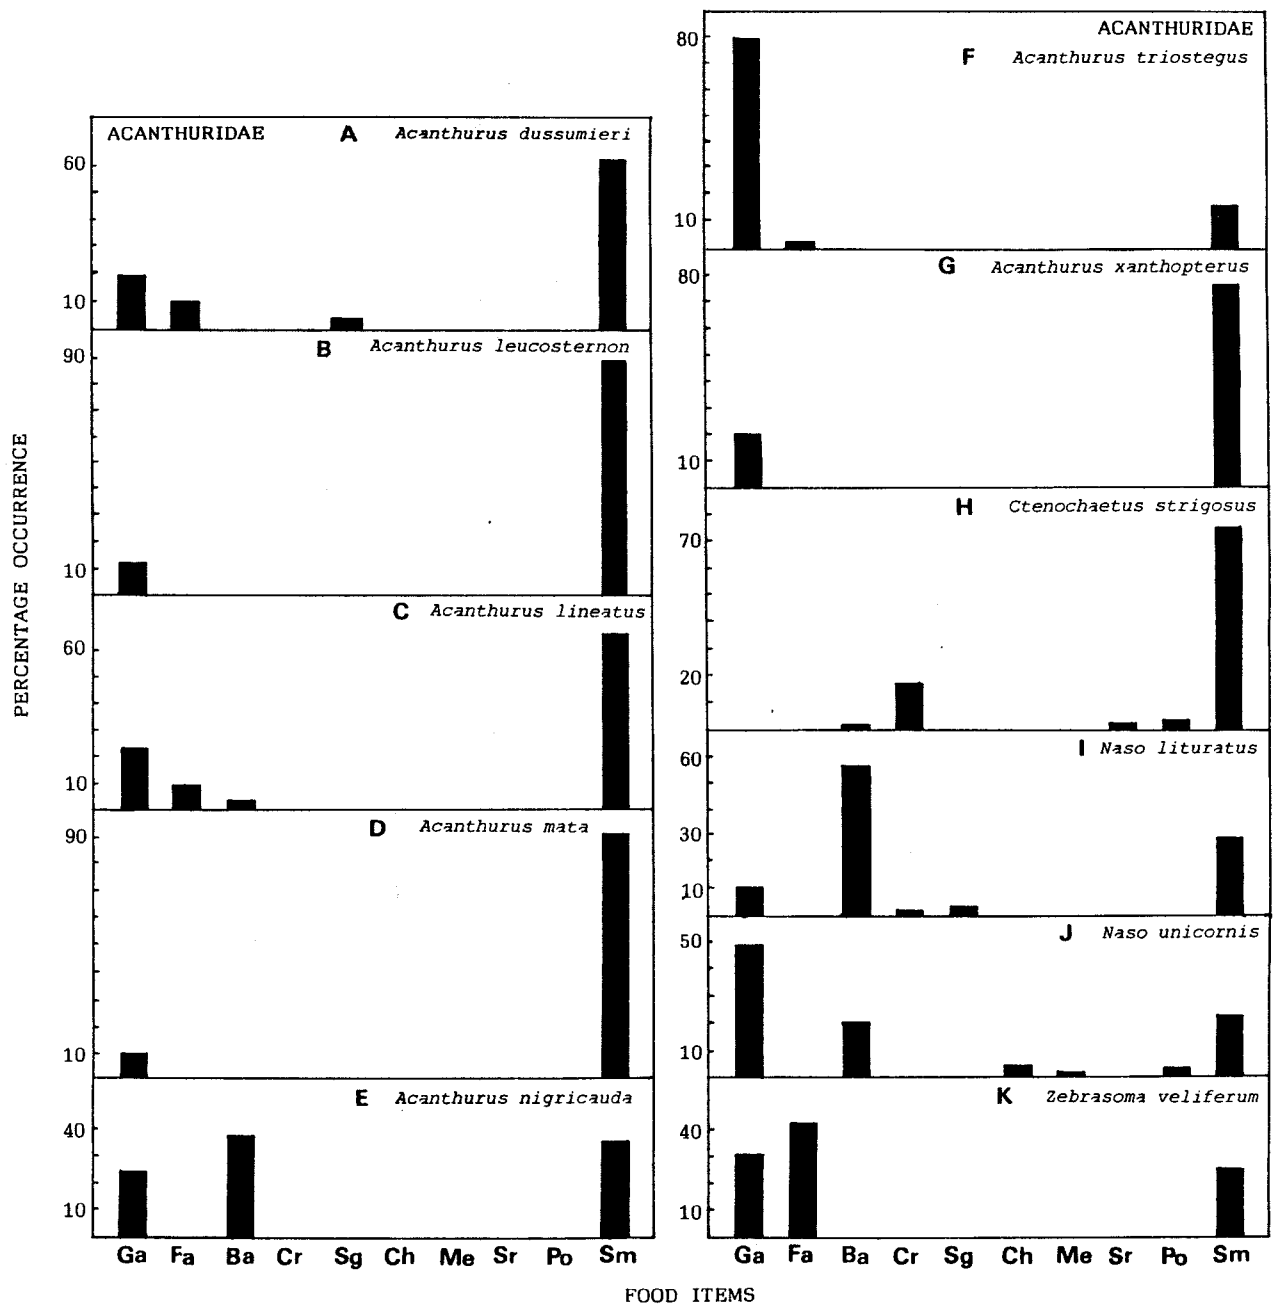 ACANTHURIDAE A Acanthurus dussumieri
60
10
B Acanthurus leucosternon
90
10
C Acanthurus lineatus
60
10
D Acanthurus mata
90
10
E Acanthurus nigricauda
40
10
Ga Fa Ba Cr Sg Ch Me Sr Po Sm
PERCENTAGE OCCURRENCE
ACANTHURIDAE
F Acanthurus triostegus
80
10
G Acanthurus xanthopterus
80
10
H Ctenochaetus strigosus
70
20
I Naso lituratus
60
30
10
J Naso unicornis
50
10
K Zebrasoma veliferum
40
10
Ga Fa Ba Cr Sg Ch Me Sr Po Sm
FOOD ITEMS